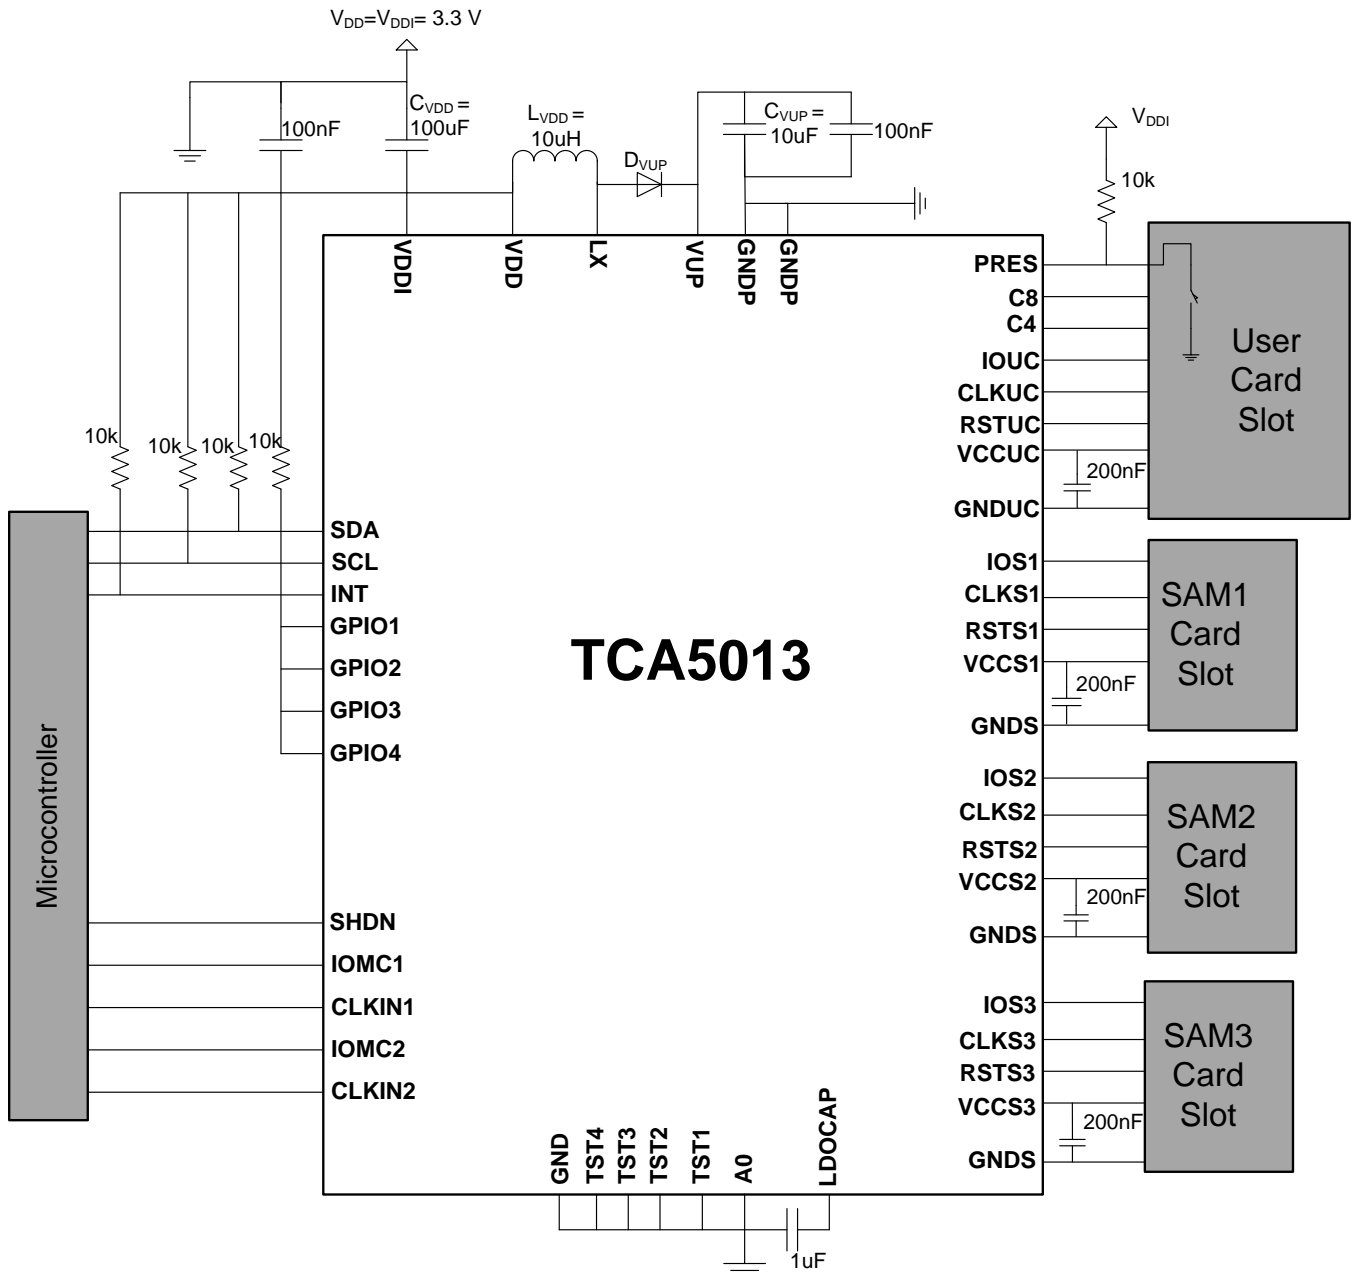 VDD=VDDI= 3.3 V
CVDD =
100uF
100nF
LVDD =
10uH
DVUP
CVUP =
10uF
100nF
VDDI
10k
VDDI
VDD
LX
VUP
GNDP
GNDP
PRES
C8
C4
IOUC
CLKUC
RSTUC
VCCUC
GNDUC
200nF
User
Card
Slot
10k
10k
10k
10k
SDA
SCL
INT
GPIO1
GPIO2
GPIO3
GPIO4
Microcontroller
TCA5013
IOS1
CLKS1
RSTS1
VCCS1
GNDS
200nF
SAM1
Card
Slot
IOS2
CLKS2
RSTS2
VCCS2
GNDS
200nF
SAM2
Card
Slot
SHDN
IOMC1
CLKIN1
IOMC2
CLKIN2
IOS3
CLKS3
RSTS3
VCCS3
GNDS
200nF
SAM3
Card
Slot
GND
TST4
TST3
TST2
TST1
A0
LDOCAP
1uF